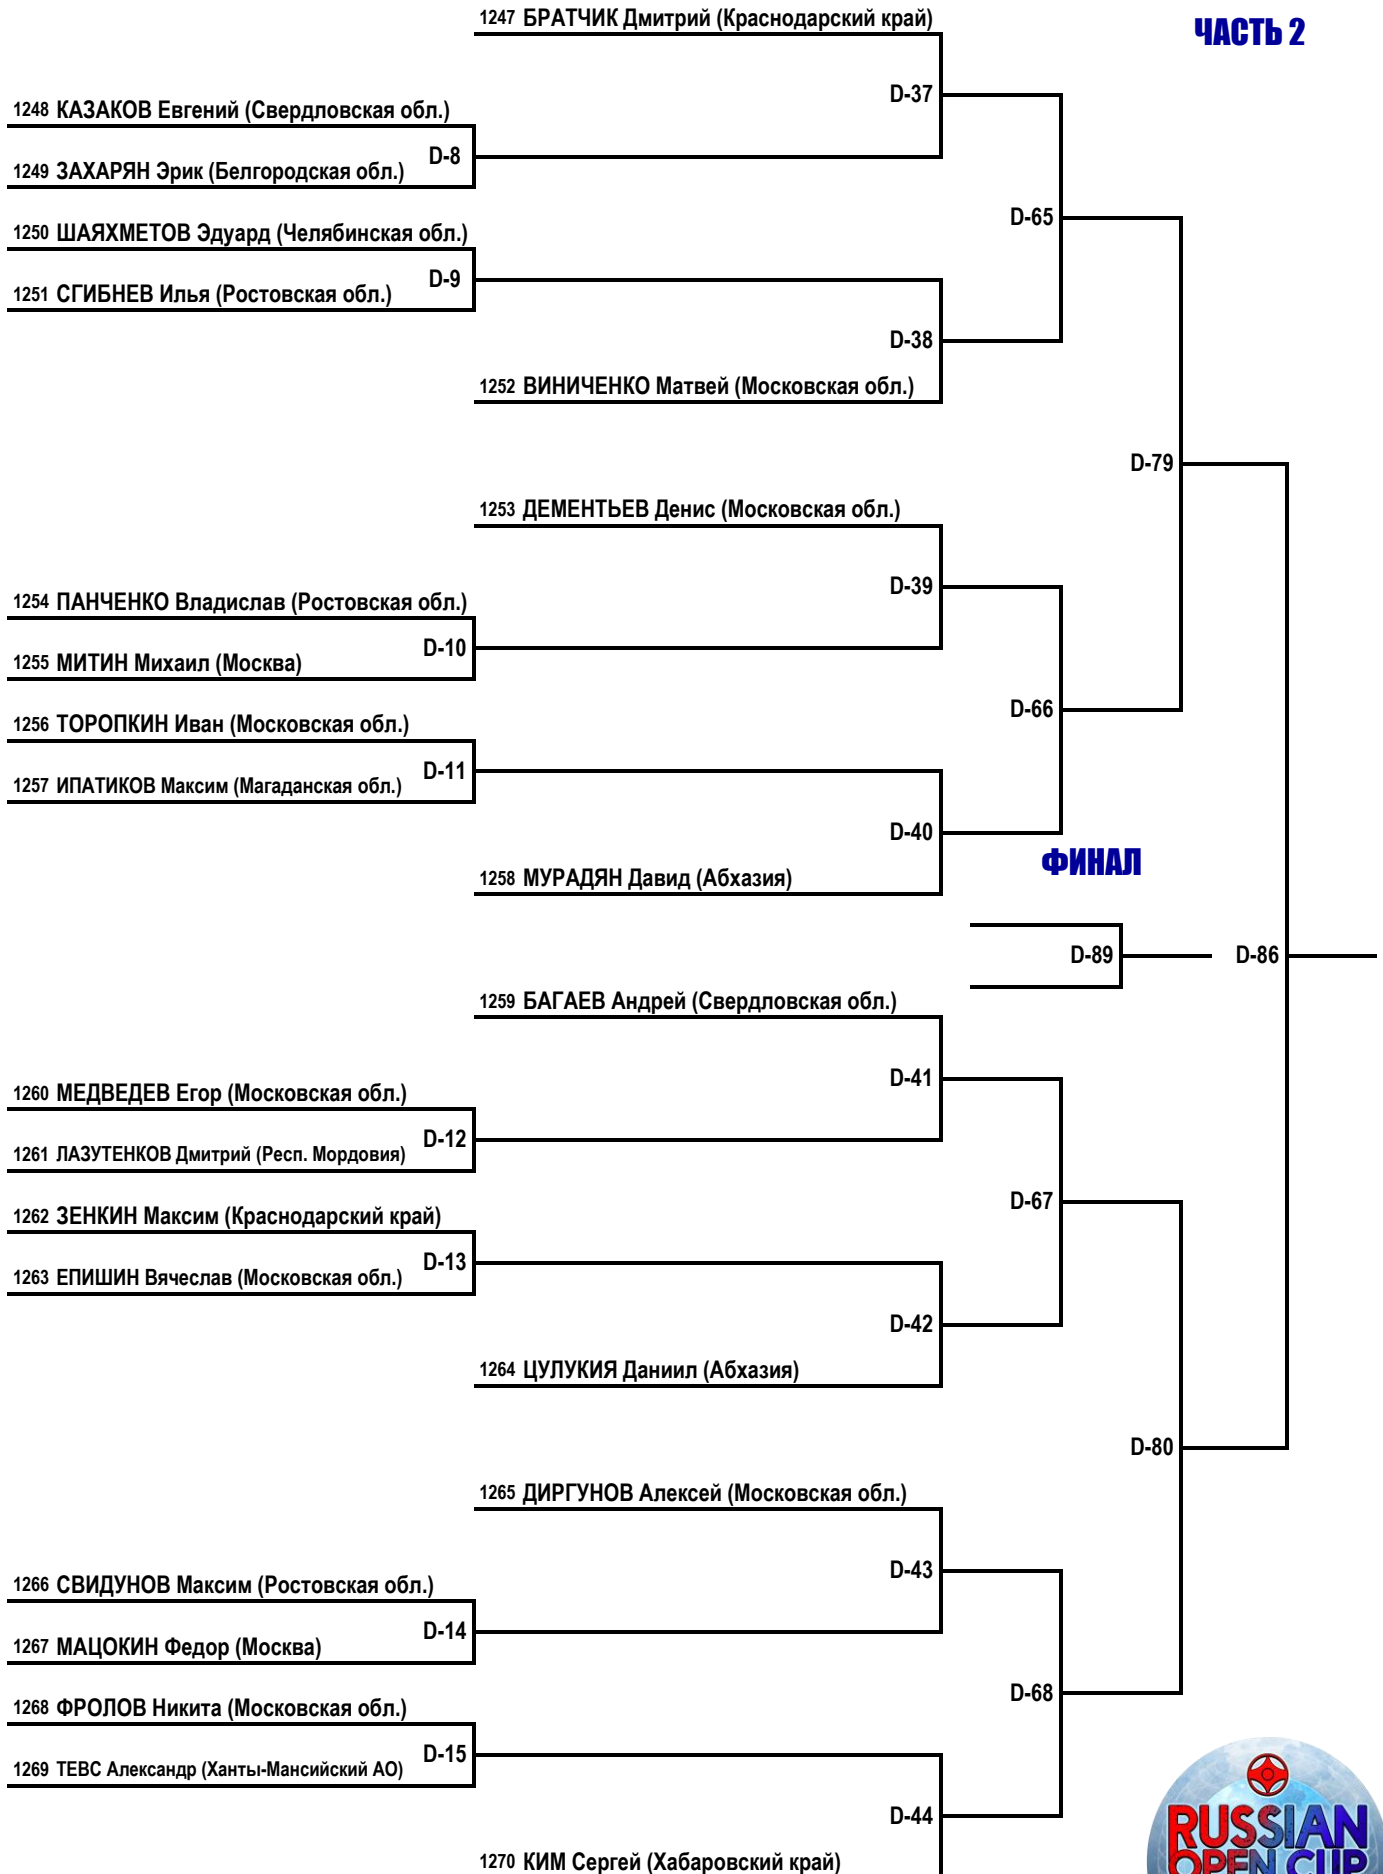 1247 БРАТЧИК Дмитрий (Краснодарский край)
ЧАСТЬ 2
D-37
1248 КАЗАКОВ Евгений (Свердловская обл.)
D-8
1249 ЗАХАРЯН Эрик (Белгородская обл.)
D-65
1250 ШАЯХМЕТОВ Эдуард (Челябинская обл.)
D-9
1251 СГИБНЕВ Илья (Ростовская обл.)
D-38
1252 ВИНИЧЕНКО Матвей (Московская обл.)
D-79
1253 ДЕМЕНТЬЕВ Денис (Московская обл.)
D-39
1254 ПАНЧЕНКО Владислав (Ростовская обл.)
D-10
1255 МИТИН Михаил (Москва)
D-66
1256 ТОРОПКИН Иван (Московская обл.)
D-11
1257 ИПАТИКОВ Максим (Магаданская обл.)
D-40
ФИНАЛ
1258 МУРАДЯН Давид (Абхазия)
D-89
D-86
1259 БАГАЕВ Андрей (Свердловская обл.)
D-41
1260 МЕДВЕДЕВ Егор (Московская обл.)
D-12
1261 ЛАЗУТЕНКОВ Дмитрий (Респ. Мордовия)
D-67
1262 ЗЕНКИН Максим (Краснодарский край)
D-13
1263 ЕПИШИН Вячеслав (Московская обл.)
D-42
1264 ЦУЛУКИЯ Даниил (Абхазия)
D-80
1265 ДИРГУНОВ Алексей (Московская обл.)
D-43
1266 СВИДУНОВ Максим (Ростовская обл.)
D-14
1267 МАЦОКИН Федор (Москва)
D-68
1268 ФРОЛОВ Никита (Московская обл.)
D-15
1269 ТЕВС Александр (Ханты-Мансийский АО)
D-44
1270 КИМ Сергей (Хабаровский край)
RUSSIAN
OPEN CUP